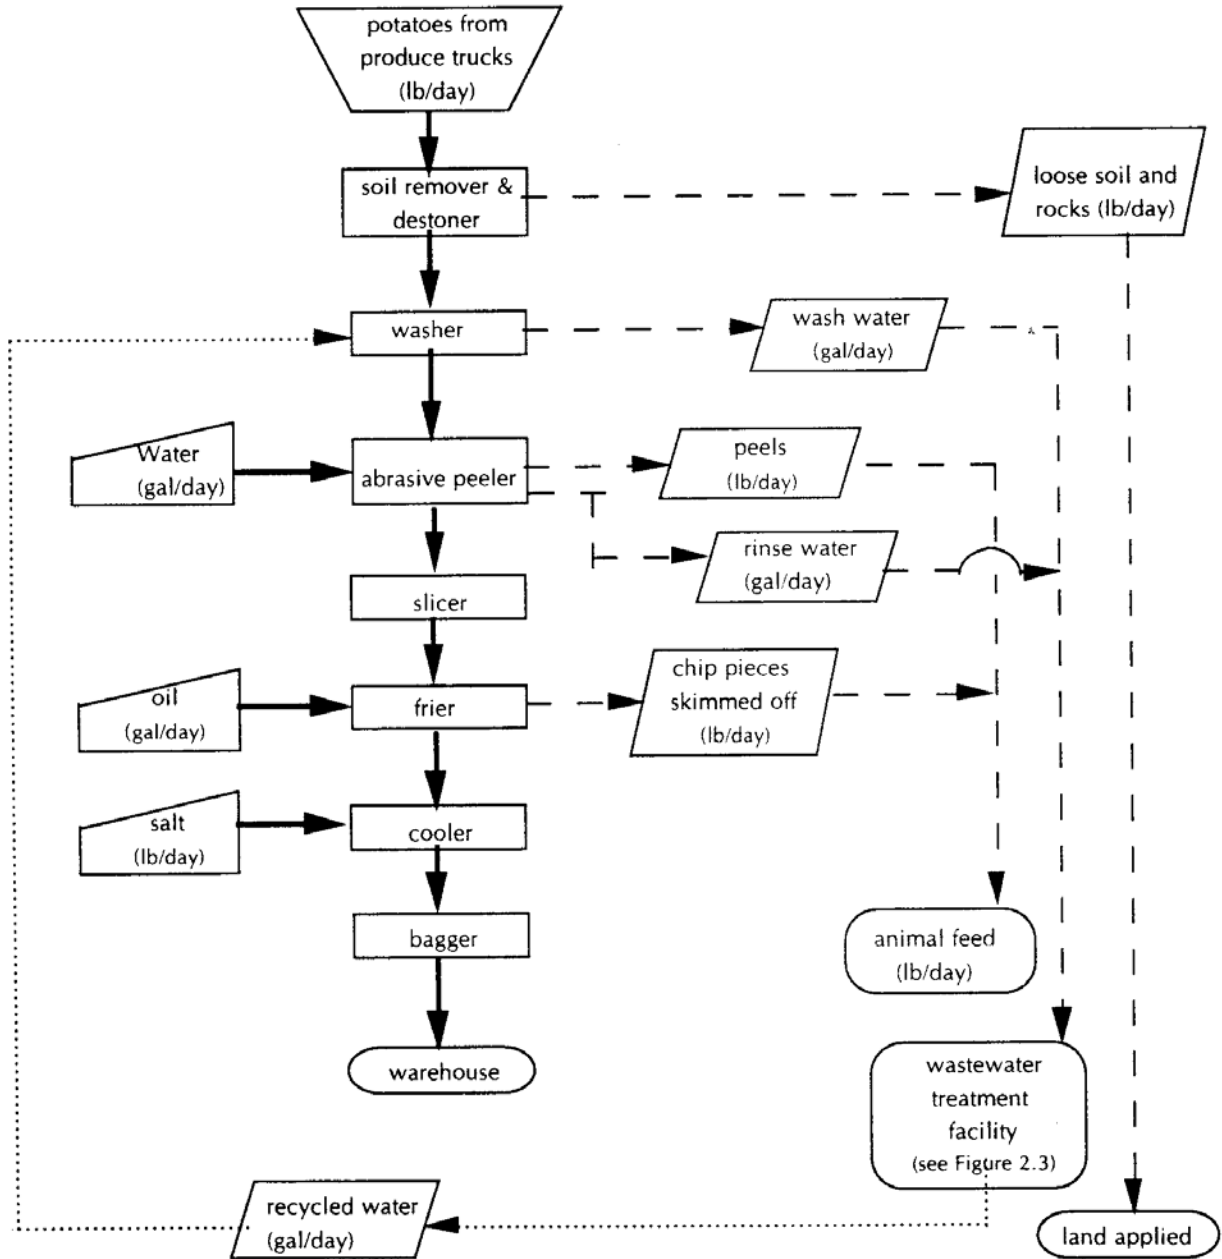 potatoes from
produce trucks
(lb/day)
soil remover &
destoner
loose soil and
rocks (lb/day)
washer
wash water
(gal/day)
Water
(gal/day)
abrasive peeler
peels
(lb/day)
rinse water
(gal/day)
slicer
oil
(gal/day)
frier
chip pieces
skimmed off
(lb/day)
salt
(lb/day)
cooler
bagger
animal feed
(lb/day)
warehouse
wastewater
treatment
facility
(see Figure 2.3)
recycled water
(gal/day)
land applied